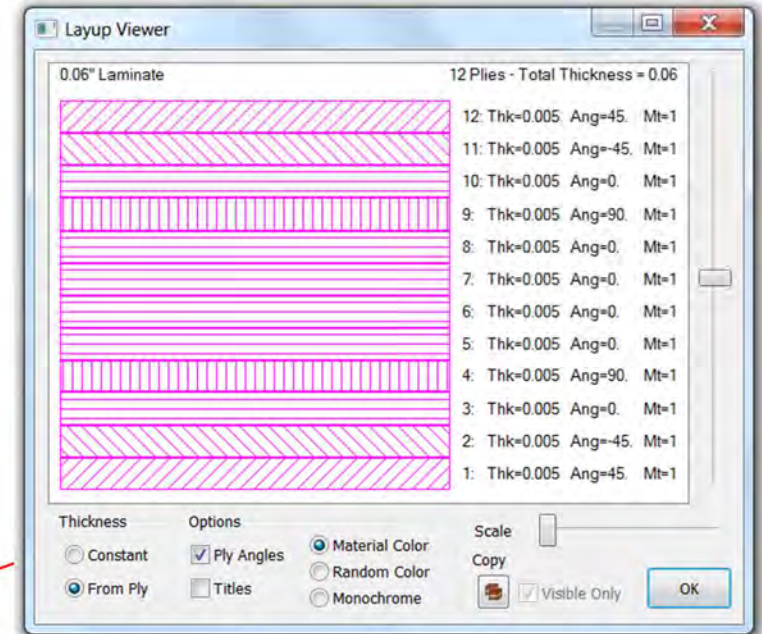 Layup Viewer
0.06" Laminate 12 Plies - Total Thickness = 0.06
12: Thk=0.005 Ang=45. Mt=1
11: Thk=0.005 Ang=-45. Mt=1
10: Thk=0.005 Ang=0. Mt=1
9: Thk=0.005 Ang=90. Mt=1
8: Thk=0.005 Ang=0. Mt=1
7: Thk=0.005 Ang=0. Mt=1
6: Thk=0.005 Ang=0. Mt=1
5: Thk=0.005 Ang=0. Mt=1
4: Thk=0.005 Ang=90. Mt=1
3: Thk=0.005 Ang=0. Mt=1
2: Thk=0.005 Ang=-45. Mt=1
1: Thk=0.005 Ang=45. Mt=1
Thickness
Constant
From Ply
Options
Ply Angles
Titles
Material Color
Random Color
Monochrome
Scale
Copy
Visible Only
OK